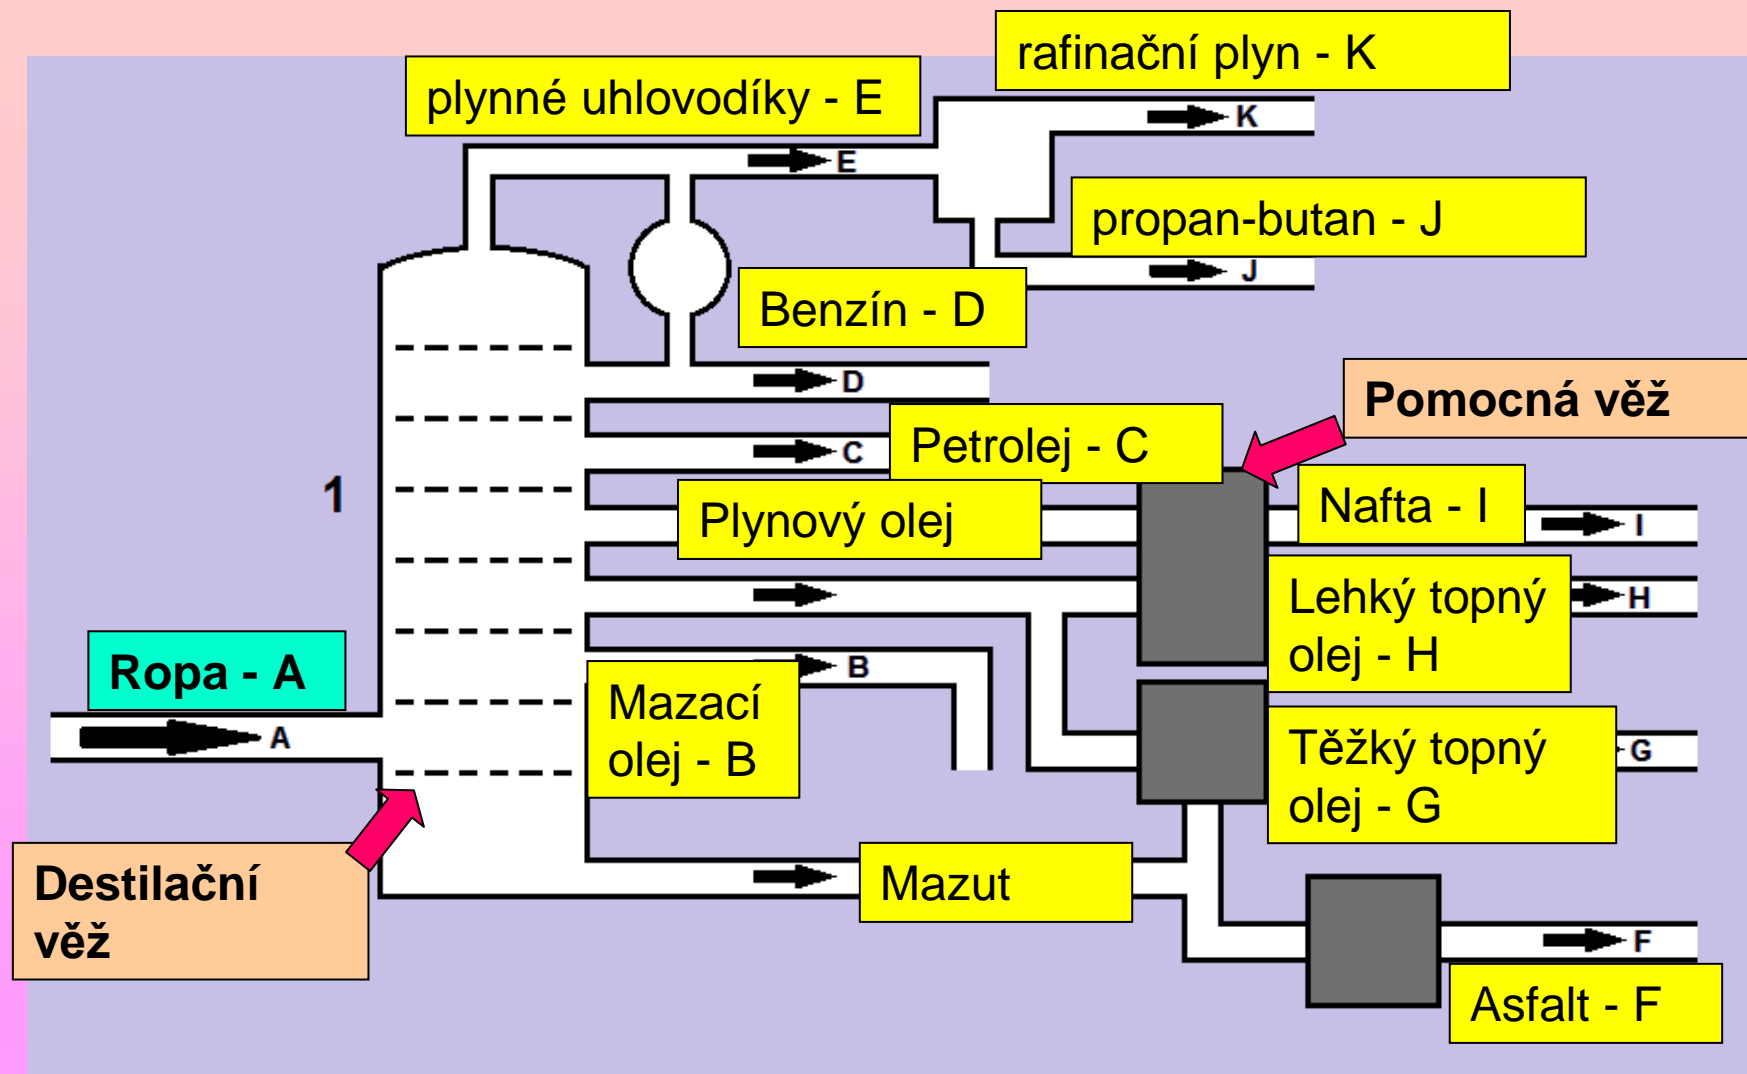 rafinační plyn - K
plynné uhlovodíky - E
K
E
propan-butan - J
J
Benzín - D
D
Pomocná věž
Petrolej - C
C
1
Nafta - I
Plynový olej
I
Lehký topný
olej - H
H
Ropa - A
B
Mazací
olej - B
A
Těžký topný
olej - G
G
Destilační
věž
Mazut
F
Asfalt - F